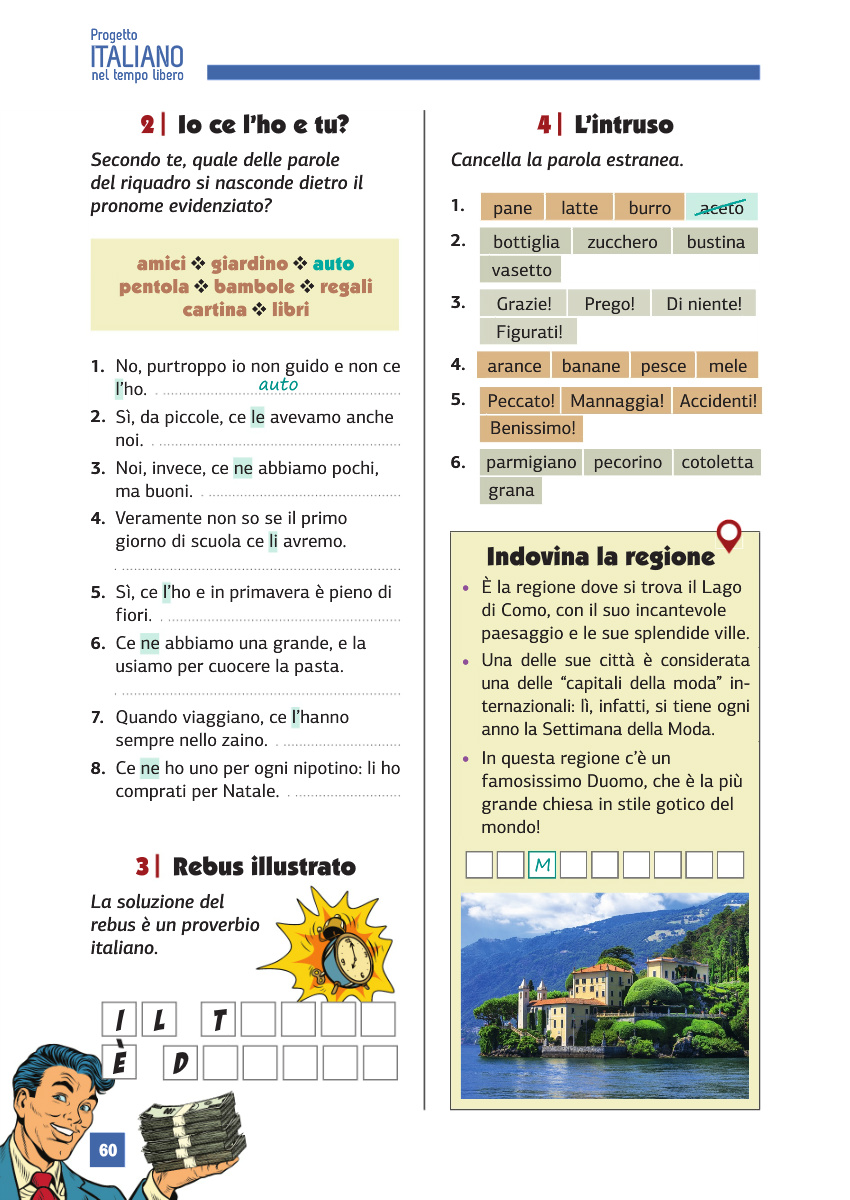 Progetto
ITALIANO
nel tempo libero
2| Io ce l'ho e tu?
Secondo te, quale delle parole
del riquadro si nasconde dietro il
pronome evidenziato?
amici ❖ giardino ❖ auto
pentola ❖ bambole ❖ regali
cartina ❖ libri
1. No, purtroppo io non guido e non ce
l'ho. auto
2. Sì, da piccole, ce le avevamo anche
noi.
3. Noi, invece, ce ne abbiamo pochi,
ma buoni.
4. Veramente non so se il primo
giorno di scuola ce li avremo.
5. Sì, ce l'ho e in primavera è pieno di
fiori.
6. Ce ne abbiamo una grande, e la
usiamo per cuocere la pasta.
7. Quando viaggiano, ce l'hanno
sempre nello zaino.
8. Ce ne ho uno per ogni nipotino: li ho
comprati per Natale.
3| Rebus illustrato
La soluzione del
rebus è un proverbio
italiano.
I L T
È D
60
4| L'intruso
Cancella la parola estranea.
1. pane latte burro aceto
2. bottiglia zucchero bustina
vasetto
3. Grazie! Prego! Di niente!
Figurati!
4. arance banane pesce mele
5. Peccato! Mannaggia! Accidenti!
Benissimo!
6. parmigiano pecorino cotoletta
grana
Indovina la regione
• È la regione dove si trova il Lago
di Como, con il suo incantevole
paesaggio e le sue splendide ville.
• Una delle sue città è considerata
una delle "capitali della moda" in-
ternazionali: lì, infatti, si tiene ogni
anno la Settimana della Moda.
• In questa regione c'è un
famosissimo Duomo, che è la più
grande chiesa in stile gotico del
mondo!
M